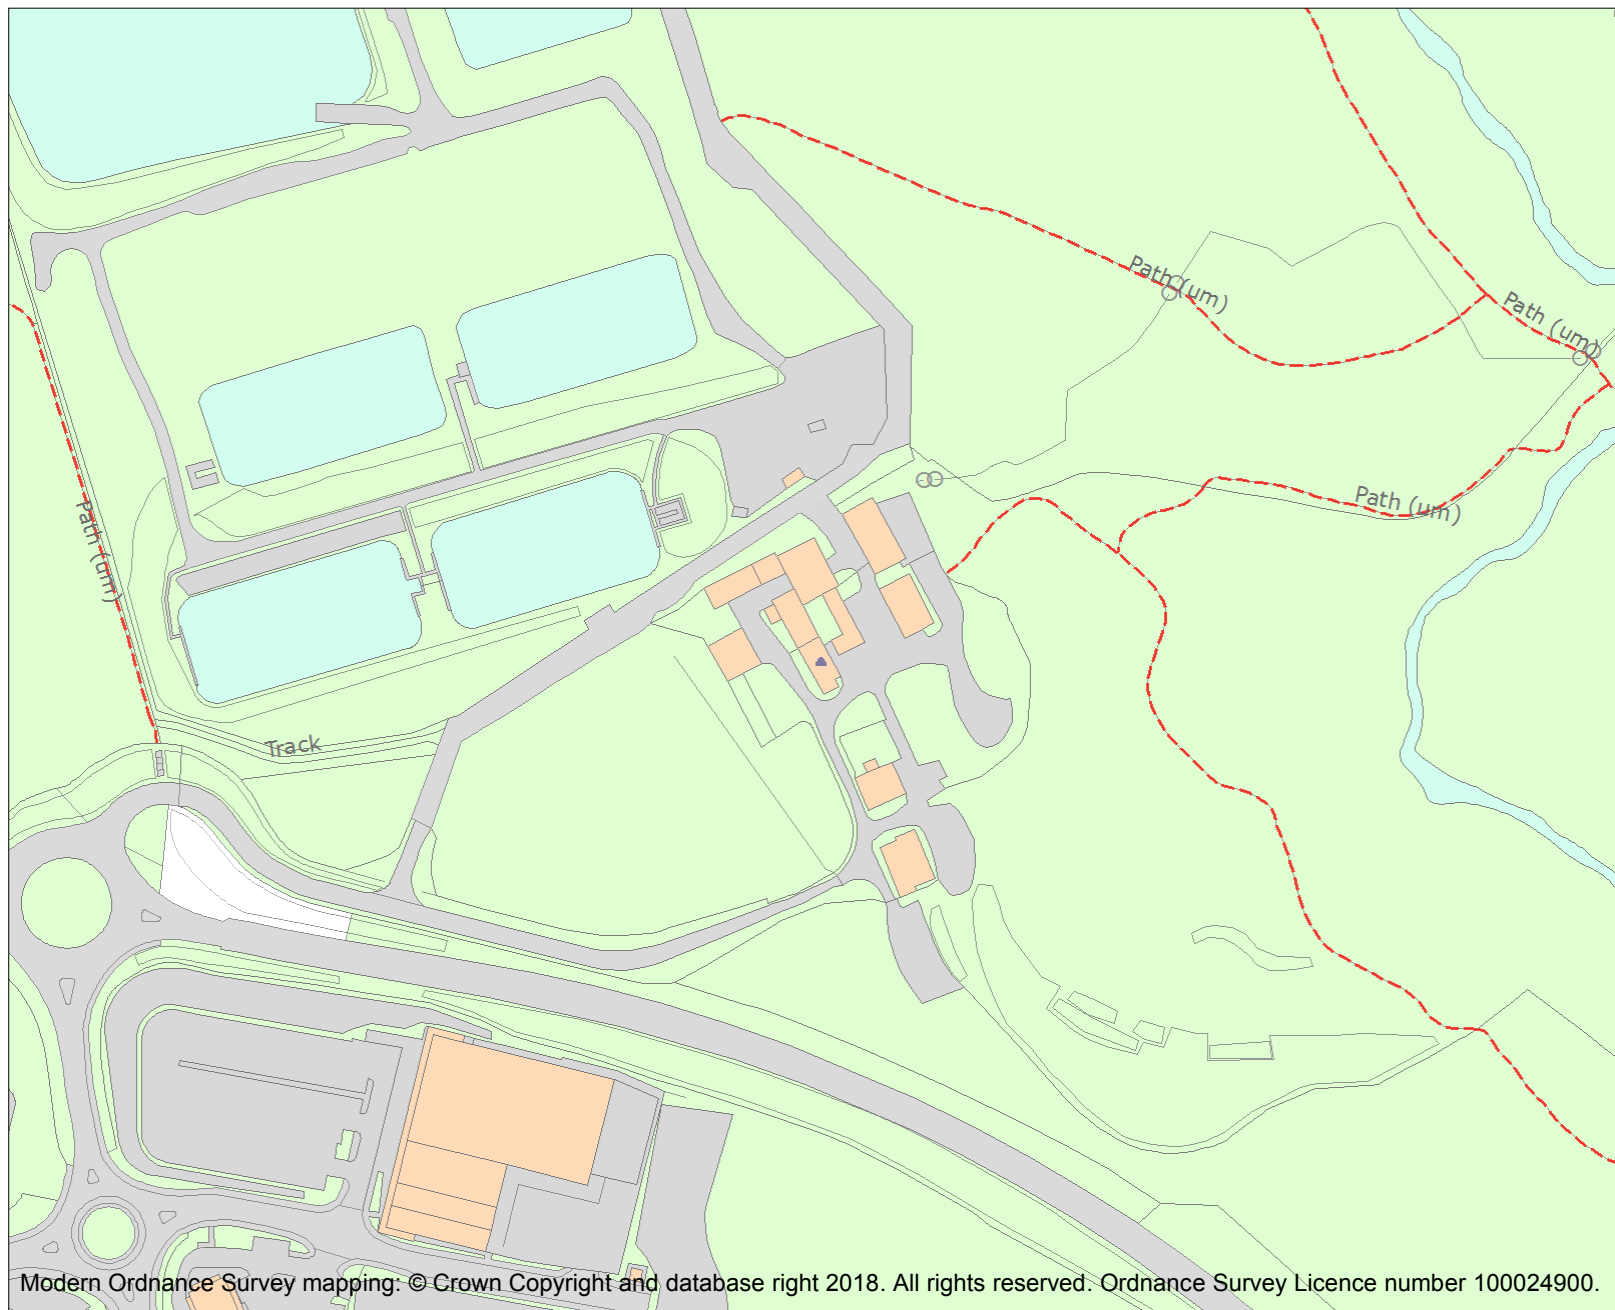 Path (um)
Path (um)
Path (um)
Path (um)
Track
Modern Ordnance Survey mapping: © Crown Copyright and database right 2018. All rights reserved. Ordnance Survey Licence number 100024900.